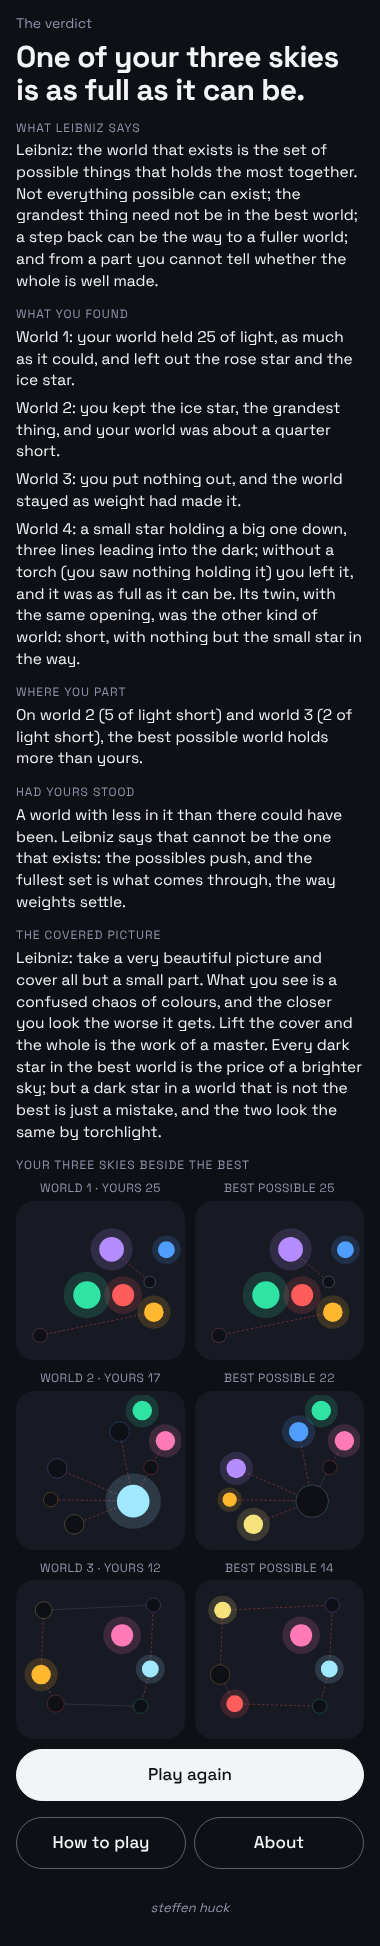 The verdict
One of your three skies
is as full as it can be.
WHAT LEIBNIZ SAYS
Leibniz: the world that exists is the set of
possible things that holds the most together.
Not everything possible can exist; the
grandest thing need not be in the best world;
a step back can be the way to a fuller world;
and from a part you cannot tell whether the
whole is well made.
WHAT YOU FOUND
World 1: your world held 25 of light, as much
as it could, and left out the rose star and the
ice star.
World 2: you kept the ice star, the grandest
thing, and your world was about a quarter
short.
World 3: you put nothing out, and the world
stayed as weight had made it.
World 4: a small star holding a big one down,
three lines leading into the dark; without a
torch (you saw nothing holding it) you left it,
and it was as full as it can be. Its twin, with
the same opening, was the other kind of
world: short, with nothing but the small star in
the way.
WHERE YOU PART
On world 2 (5 of light short) and world 3 (2 of
light short), the best possible world holds
more than yours.
HAD YOURS STOOD
A world with less in it than there could have
been. Leibniz says that cannot be the one
that exists: the possibles push, and the
fullest set is what comes through, the way
weights settle.
THE COVERED PICTURE
Leibniz: take a very beautiful picture and
cover all but a small part. What you see is a
confused chaos of colours, and the closer
you look the worse it gets. Lift the cover and
the whole is the work of a master. Every dark
star in the best world is the price of a brighter
sky; but a dark star in a world that is not the
best is just a mistake, and the two look the
same by torchlight.
YOUR THREE SKIES BESIDE THE BEST
WORLD 1 · YOURS 25
BEST POSSIBLE 25
WORLD 2 · YOURS 17
BEST POSSIBLE 22
WORLD 3 · YOURS 12
BEST POSSIBLE 14
Play again
How to play
About
steffen huck